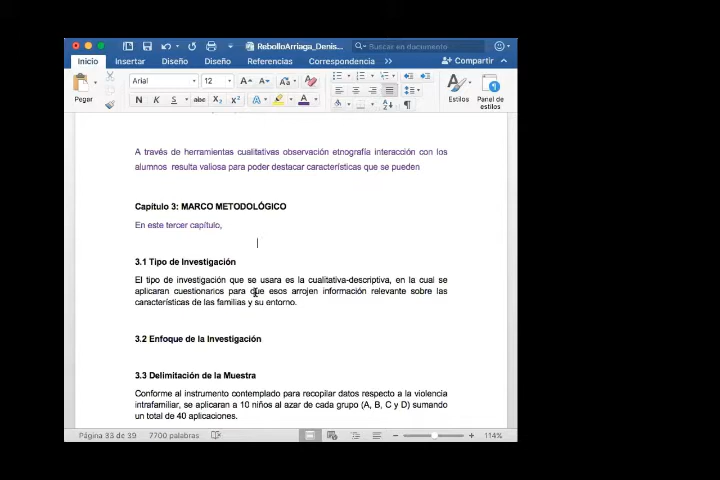 RebolloArriaga_Denis...
Buscar en documento
Inicio
Insertar
Diseño
Diseño
Referencias
Correspondencia
Compartir
Arial
12
Pegar
N K S abc X2 X2
Estilos
Panel de
estilos
A través de herramientas cualitativas observación etnografía interacción con los
alumnos resulta valiosa para poder destacar características que se pueden
Capítulo 3: MARCO METODOLÓGICO
En este tercer capítulo,
3.1 Tipo de Investigación
El tipo de investigación que se usara es la cualitativa-descriptiva, en la cual se
aplicaran cuestionarios para que esos arrojen información relevante sobre las
características de las familias y su entorno.
3.2 Enfoque de la Investigación
3.3 Delimitación de la Muestra
Conforme al instrumento contemplado para recopilar datos respecto a la violencia
intrafamiliar, se aplicaran a 10 niños al azar de cada grupo (A, B, C y D) sumando
un total de 40 aplicaciones.
Página 33 de 39
7700 palabras
114%